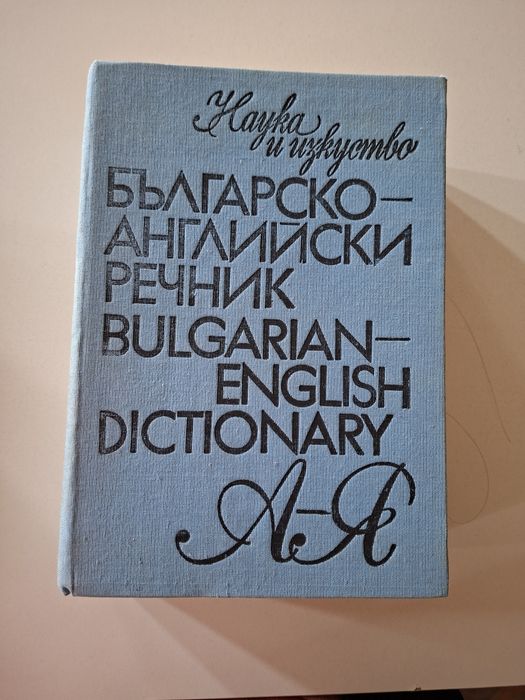 Наука
и изкуство
БЪЛГАРСКО–
АНГЛИЙСКИ
РЕЧНИК
BULGARIAN–
ENGLISH
DICTIONARY
А–Я